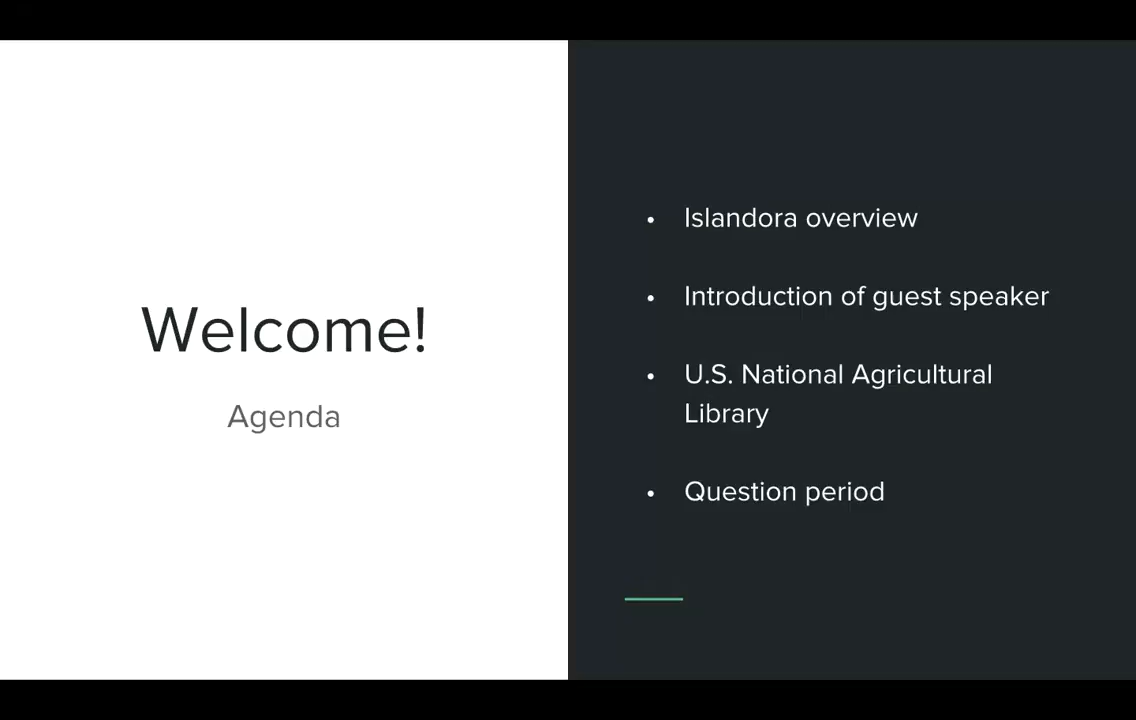 Welcome!
Agenda
• Islandora overview
• Introduction of guest speaker
• U.S. National Agricultural
Library
• Question period